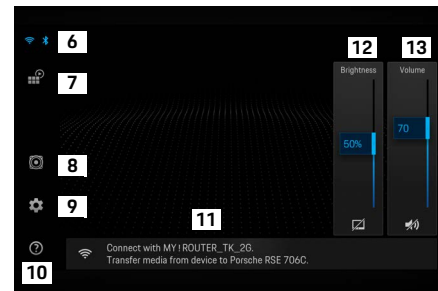 6
7
8
9
10
11
12
13
Brightness
Volume
50%
70
Connect with MY!ROUTER_TK_2G.
Transfer media from device to Porsche RSE 706C.